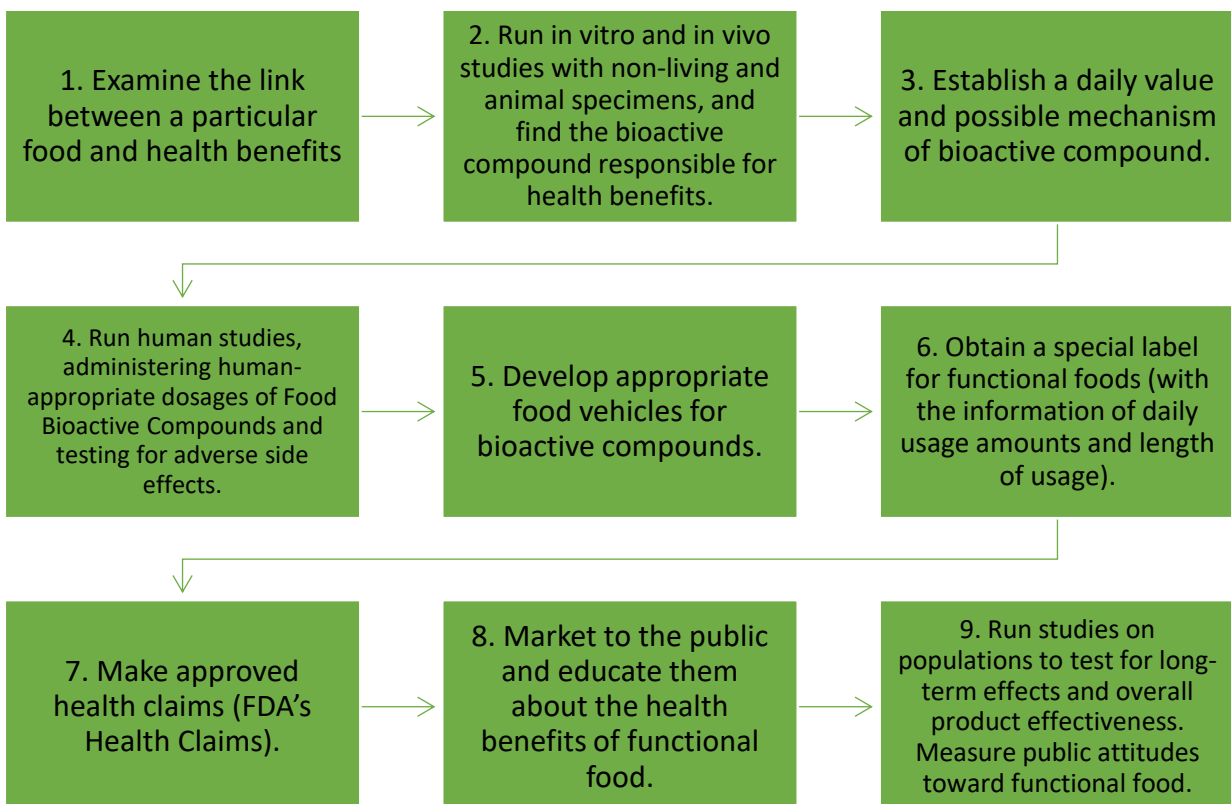 1. Examine the link
between a particular
food and health benefits
2. Run in vitro and in vivo
studies with non-living and
animal specimens, and
find the bioactive
compound responsible for
health benefits.
3. Establish a daily value
and possible mechanism
of bioactive compound.
4. Run human studies,
administering human-
appropriate dosages of Food
Bioactive Compounds and
testing for adverse side
effects.
5. Develop appropriate
food vehicles for
bioactive compounds.
6. Obtain a special label
for functional foods (with
the information of daily
usage amounts and length
of usage).
7. Make approved
health claims (FDA’s
Health Claims).
8. Market to the public
and educate them
about the health
benefits of functional
food.
9. Run studies on
populations to test for long-
term effects and overall
product effectiveness.
Measure public attitudes
toward functional food.